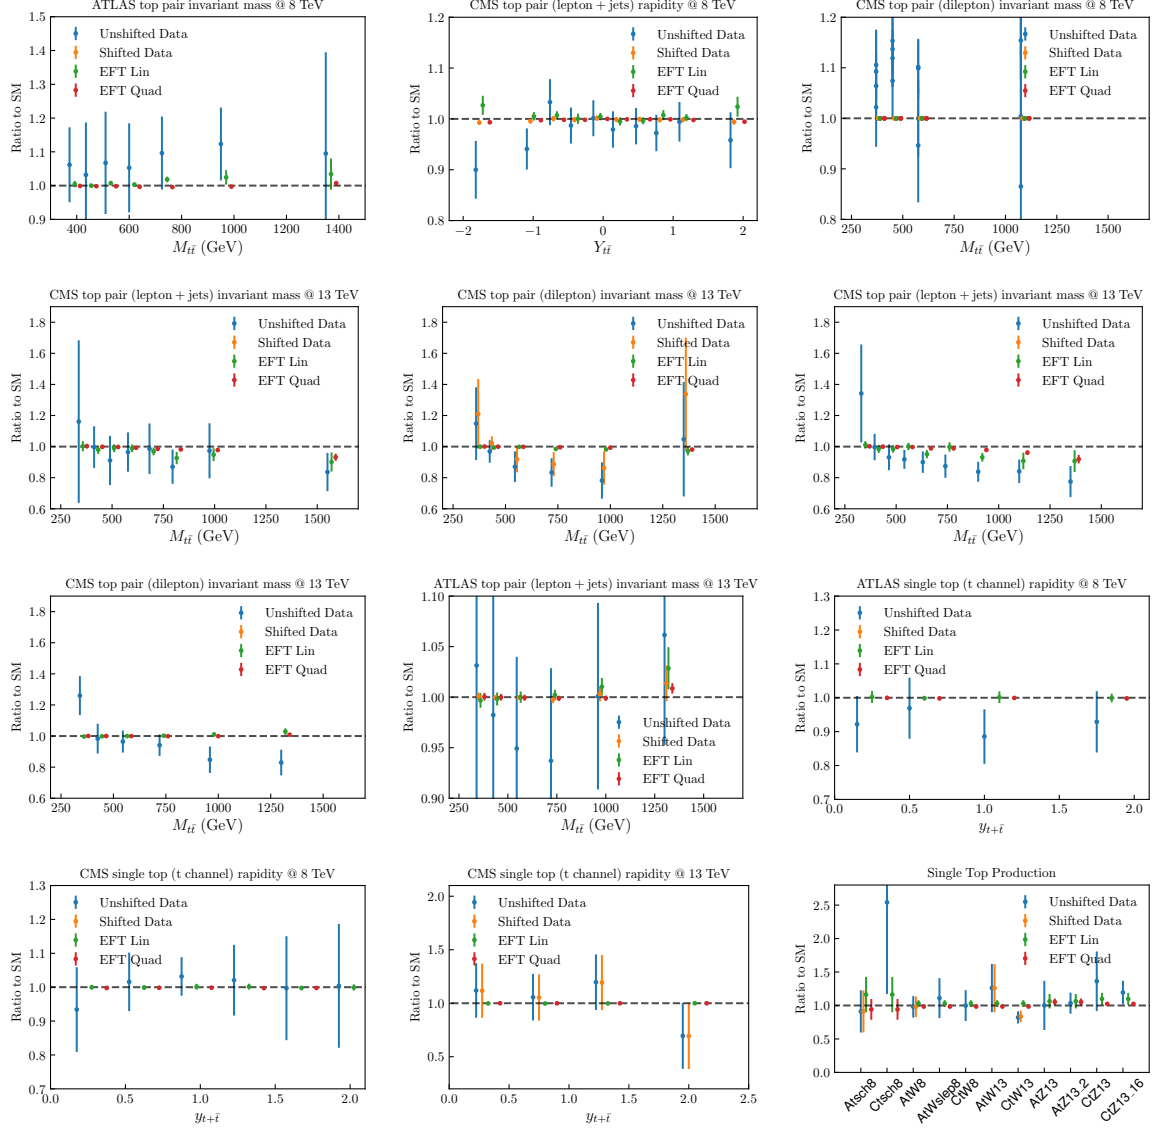 ATLAS top pair invariant mass @ 8 TeV
Ratio to SM
1.5
1.4
1.3
1.2
1.1
1.0
0.9
Unshifted Data
Shifted Data
EFT Lin
EFT Quad
400 600 800 1000 1200 1400
M_{tt̄} (GeV)
CMS top pair (lepton + jets) rapidity @ 8 TeV
Ratio to SM
1.2
1.1
1.0
0.9
0.8
Unshifted Data
Shifted Data
EFT Lin
EFT Quad
−2 −1 0 1 2
Y_{tt̄}
CMS top pair (dilepton) invariant mass @ 8 TeV
Ratio to SM
1.2
1.1
1.0
0.9
0.8
Unshifted Data
Shifted Data
EFT Lin
EFT Quad
250 500 750 1000 1250 1500
M_{tt̄} (GeV)
CMS top pair (lepton + jets) invariant mass @ 13 TeV
Ratio to SM
1.8
1.6
1.4
1.2
1.0
0.8
0.6
Unshifted Data
Shifted Data
EFT Lin
EFT Quad
250 500 750 1000 1250 1500
M_{tt̄} (GeV)
CMS top pair (dilepton) invariant mass @ 13 TeV
Ratio to SM
1.8
1.6
1.4
1.2
1.0
0.8
0.6
Unshifted Data
Shifted Data
EFT Lin
EFT Quad
250 500 750 1000 1250 1500
M_{tt̄} (GeV)
CMS top pair (lepton + jets) invariant mass @ 13 TeV
Ratio to SM
1.8
1.6
1.4
1.2
1.0
0.8
0.6
Unshifted Data
Shifted Data
EFT Lin
EFT Quad
250 500 750 1000 1250 1500
M_{tt̄} (GeV)
CMS top pair (dilepton) invariant mass @ 13 TeV
Ratio to SM
1.8
1.6
1.4
1.2
1.0
0.8
0.6
Unshifted Data
Shifted Data
EFT Lin
EFT Quad
250 500 750 1000 1250 1500
M_{tt̄} (GeV)
ATLAS top pair (lepton + jets) invariant mass @ 13 TeV
Ratio to SM
1.10
1.05
1.00
0.95
0.90
Unshifted Data
Shifted Data
EFT Lin
EFT Quad
250 500 750 1000 1250 1500
M_{tt̄} (GeV)
ATLAS single top (t channel) rapidity @ 8 TeV
Ratio to SM
1.3
1.2
1.1
1.0
0.9
0.8
0.7
Unshifted Data
Shifted Data
EFT Lin
EFT Quad
0.0 0.5 1.0 1.5 2.0
y_{t+t̄}
CMS single top (t channel) rapidity @ 8 TeV
Ratio to SM
1.3
1.2
1.1
1.0
0.9
0.8
0.7
Unshifted Data
Shifted Data
EFT Lin
EFT Quad
0.0 0.5 1.0 1.5 2.0
y_{t+t̄}
CMS single top (t channel) rapidity @ 13 TeV
Ratio to SM
2.0
1.5
1.0
0.5
Unshifted Data
Shifted Data
EFT Lin
EFT Quad
0.0 0.5 1.0 1.5 2.0 2.5
y_{t+t̄}
Single Top Production
Ratio to SM
2.5
2.0
1.5
1.0
0.5
0.0
Unshifted Data
Shifted Data
EFT Lin
EFT Quad
Atsch8
Ctsch8
AtW8
AtWslep8
CtW8
AtW13
CtW13
AtZ13
AtZ13_2
CtZ13
CtZ13_16